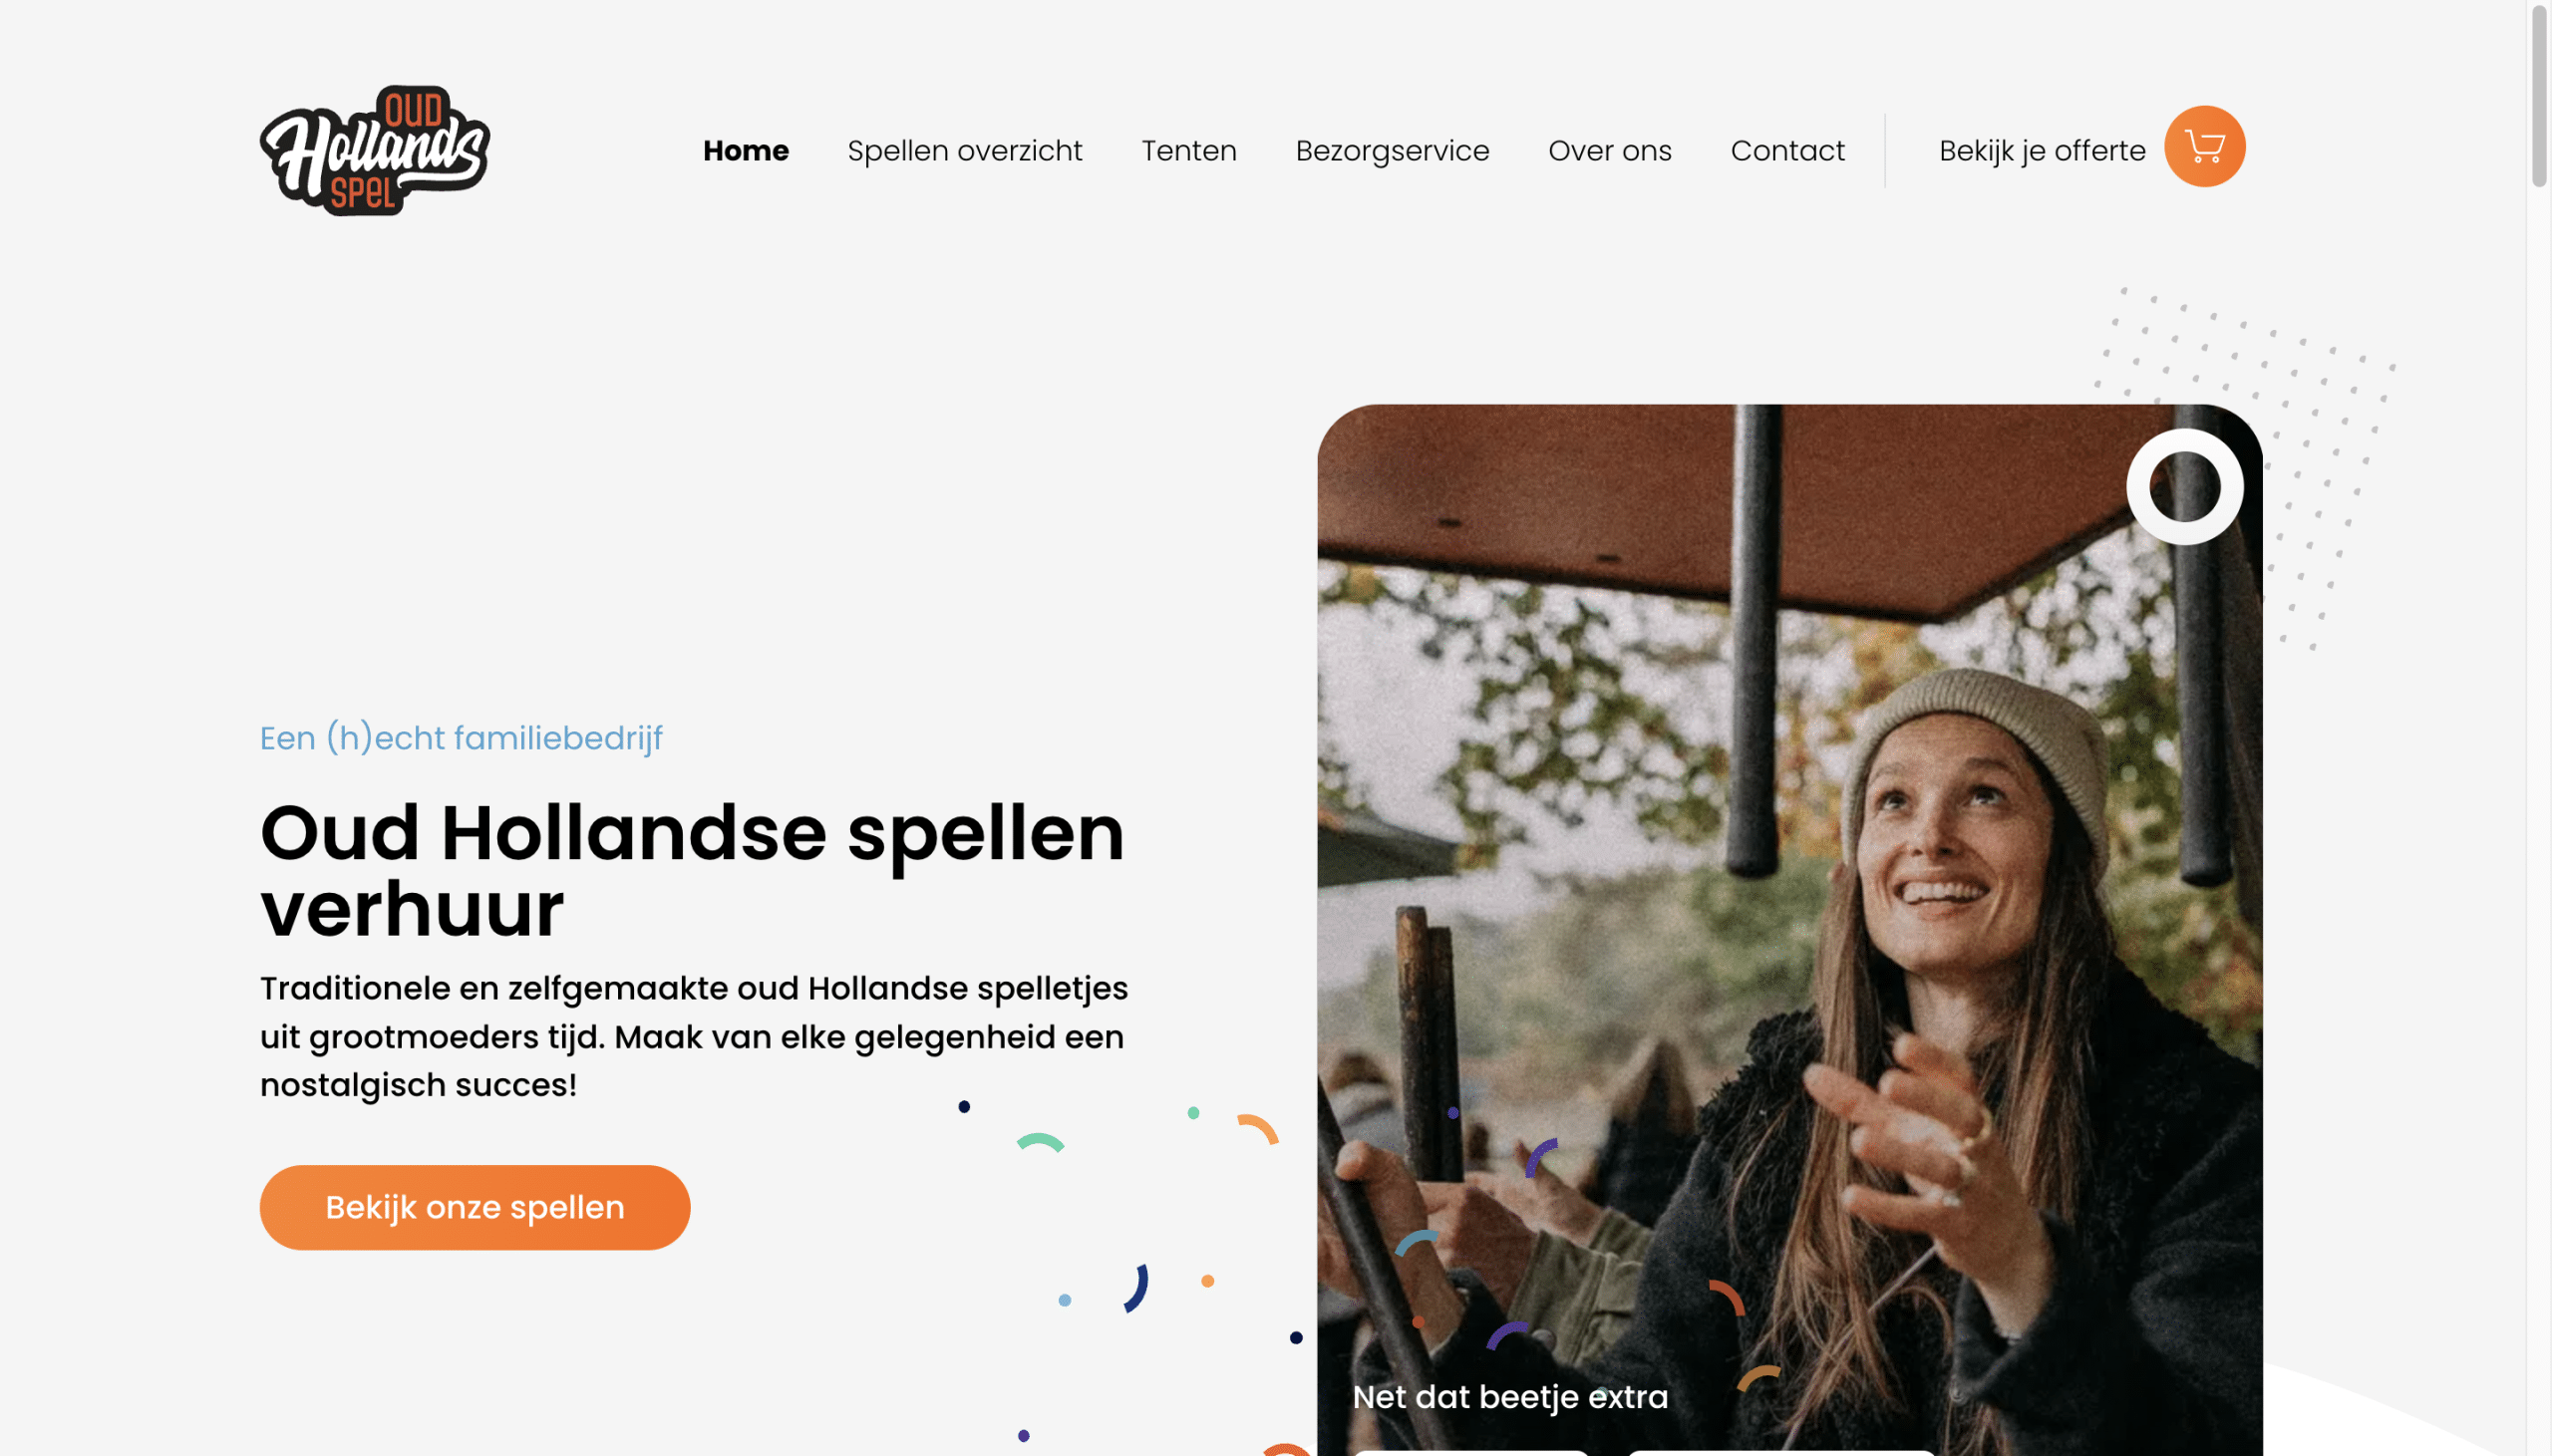 OUD
Hollands
SPEL
Home
Spellen overzicht
Tenten
Bezorgservice
Over ons
Contact
Bekijk je offerte
Een (h)echt familiebedrijf
Oud Hollandse spellen
verhuur
Traditionele en zelfgemaakte oud Hollandse spelletjes
uit grootmoeders tijd. Maak van elke gelegenheid een
nostalgisch succes!
Bekijk onze spellen
Net dat beetje extra